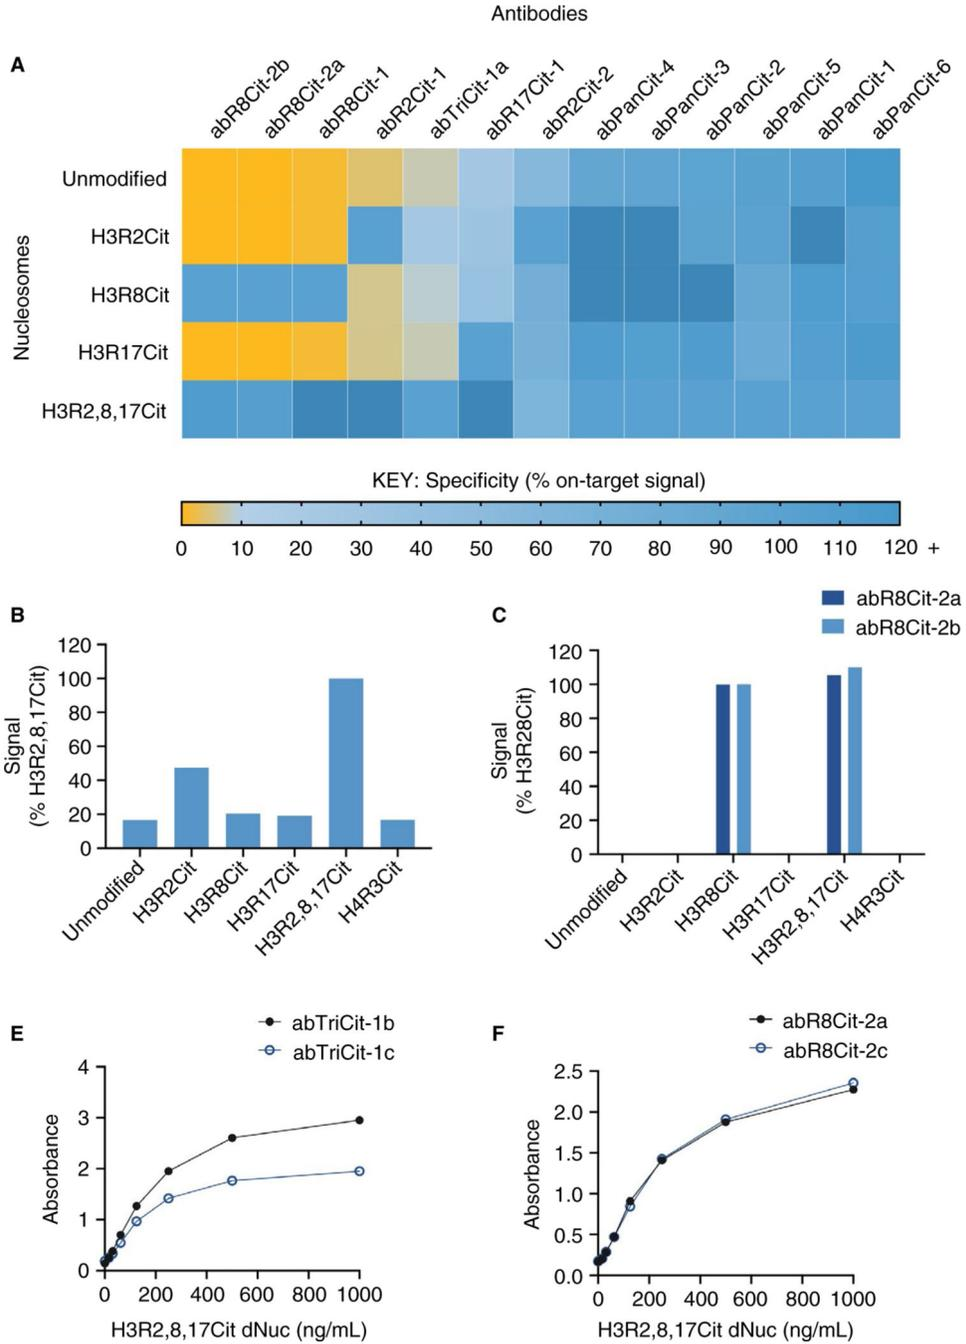 Antibodies
A
abR8Cit-2b
abR8Cit-2a
abR8Cit-1
abR2Cit-1
abTriCit-1a
abR17Cit-1
abR2Cit-2
abPanCit-4
abPanCit-3
abPanCit-2
abPanCit-5
abPanCit-1
abPanCit-6
Nucleosomes
Unmodified
H3R2Cit
H3R8Cit
H3R17Cit
H3R2,8,17Cit
KEY: Specificity (% on-target signal)
0 10 20 30 40 50 60 70 80 90 100 110 120 +
B
Signal
(% H3R2,8,17Cit)
120
100
80
60
40
20
0
Unmodified
H3R2Cit
H3R8Cit
H3R17Cit
H3R2,8,17Cit
H4R3Cit
C
abR8Cit-2a
abR8Cit-2b
Signal
(% H3R28Cit)
120
100
80
60
40
20
0
Unmodified
H3R2Cit
H3R8Cit
H3R17Cit
H3R2,8,17Cit
H4R3Cit
E
abTriCit-1b
abTriCit-1c
Absorbance
4
3
2
1
0
0 200 400 600 800 1000
H3R2,8,17Cit dNuc (ng/mL)
F
abR8Cit-2a
abR8Cit-2c
Absorbance
2.5
2.0
1.5
1.0
0.5
0.0
0 200 400 600 800 1000
H3R2,8,17Cit dNuc (ng/mL)